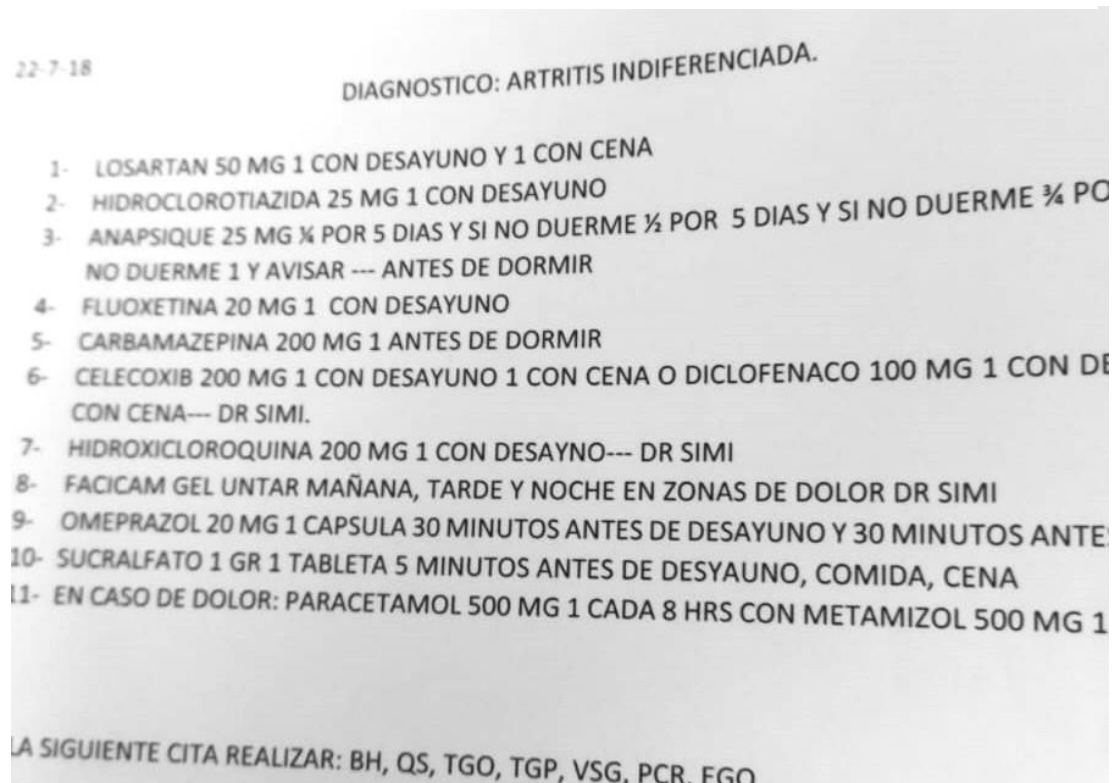 22-7-18
DIAGNOSTICO: ARTRITIS INDIFERENCIADA.
1- LOSARTAN 50 MG 1 CON DESAYUNO Y 1 CON CENA
2- HIDROCLOROTIAZIDA 25 MG 1 CON DESAYUNO
3- ANAPSIQUE 25 MG ¼ POR 5 DIAS Y SI NO DUERME ½ POR 5 DIAS Y SI NO DUERME ¾ PO
NO DUERME 1 Y AVISAR --- ANTES DE DORMIR
4- FLUOXETINA 20 MG 1 CON DESAYUNO
5- CARBAMAZEPINA 200 MG 1 ANTES DE DORMIR
6- CELECOXIB 200 MG 1 CON DESAYUNO 1 CON CENA O DICLOFENACO 100 MG 1 CON DE
CON CENA--- DR SIMI.
7- HIDROXICLOROQUINA 200 MG 1 CON DESAYNO--- DR SIMI
8- FACICAM GEL UNTAR MAÑANA, TARDE Y NOCHE EN ZONAS DE DOLOR DR SIMI
9- OMEPRAZOL 20 MG 1 CAPSULA 30 MINUTOS ANTES DE DESAYUNO Y 30 MINUTOS ANTES
10- SUCRALFATO 1 GR 1 TABLETA 5 MINUTOS ANTES DE DESYAUNO, COMIDA, CENA
11- EN CASO DE DOLOR: PARACETAMOL 500 MG 1 CADA 8 HRS CON METAMIZOL 500 MG 1
LA SIGUIENTE CITA REALIZAR: BH, QS, TGO, TGP, VSG, PCR, EGO